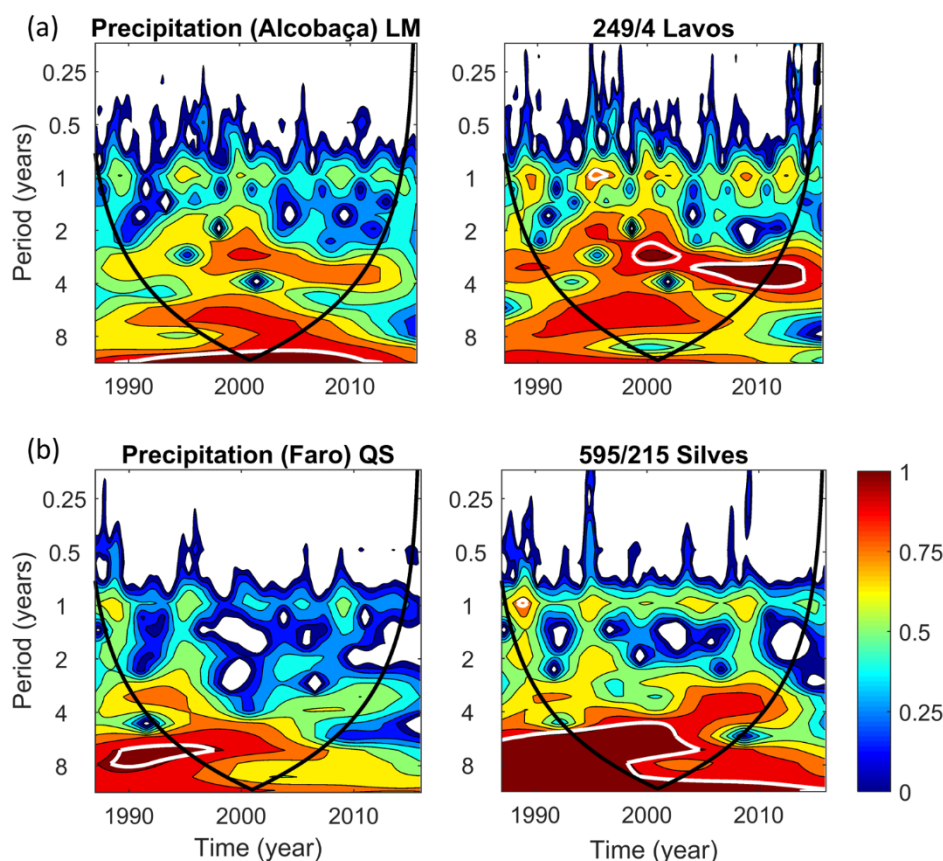 (a)
Precipitation (Alcobaça) LM
249/4 Lavos
Period (years)
0.25
0.5
1
2
4
8
0.25
0.5
1
2
4
8
1990 2000 2010
1990 2000 2010
(b)
Precipitation (Faro) QS
595/215 Silves
Period (years)
0.25
0.5
1
2
4
8
0.25
0.5
1
2
4
8
1
0.75
0.5
0.25
0
1990 2000 2010
1990 2000 2010
Time (year)
Time (year)